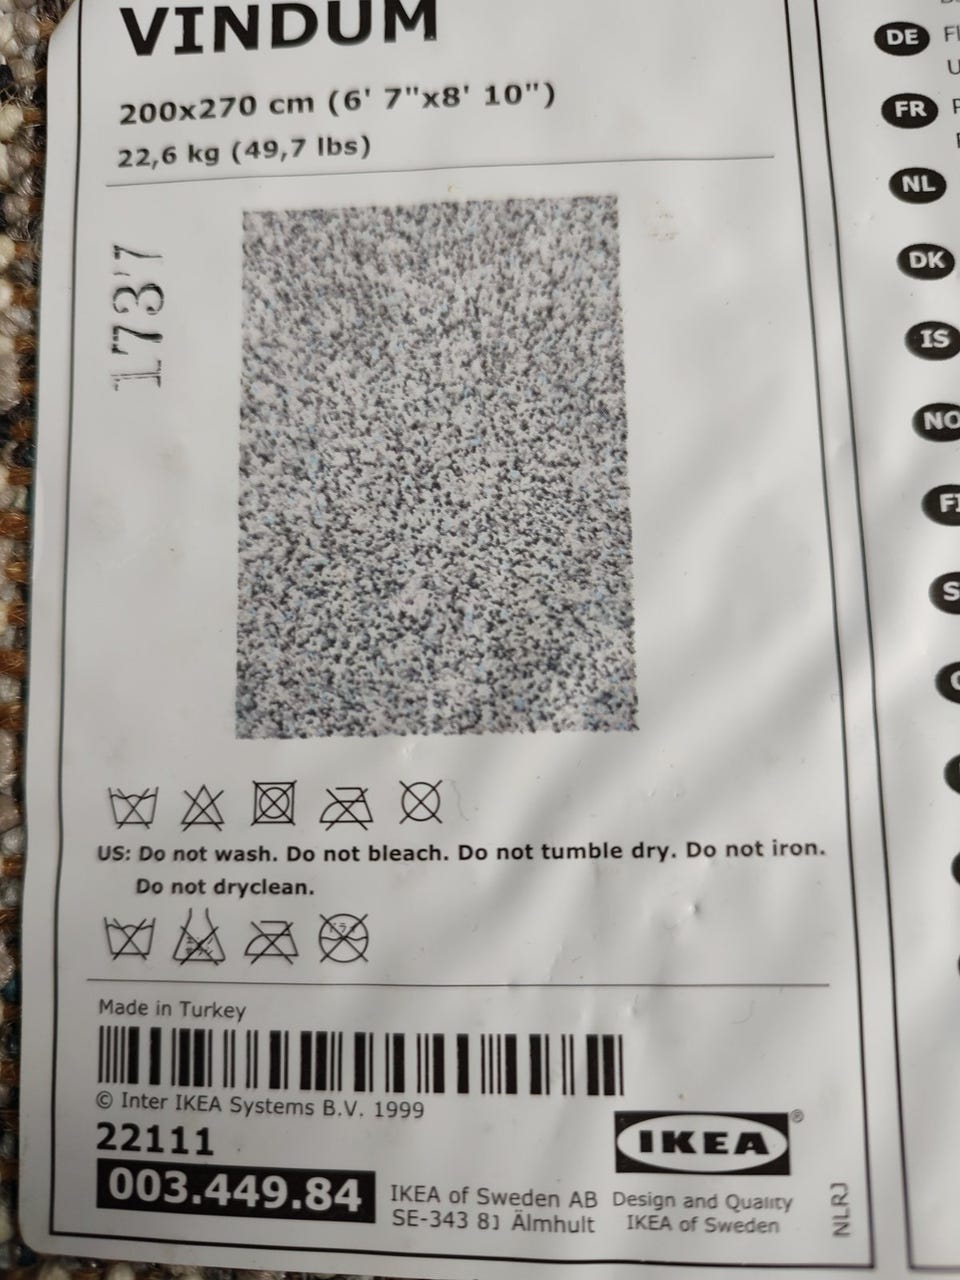 VINDUM
200x270 cm (6' 7"x8' 10")
22,6 kg (49,7 lbs)
1737
US: Do not wash. Do not bleach. Do not tumble dry. Do not iron.
Do not dryclean.
Made in Turkey
© Inter IKEA Systems B.V. 1999
22111
003.449.84
IKEA of Sweden AB
SE-343 81 Älmhult
IKEA®
Design and Quality
IKEA of Sweden
NLRJ
DE
FR
NL
DK
IS
NO